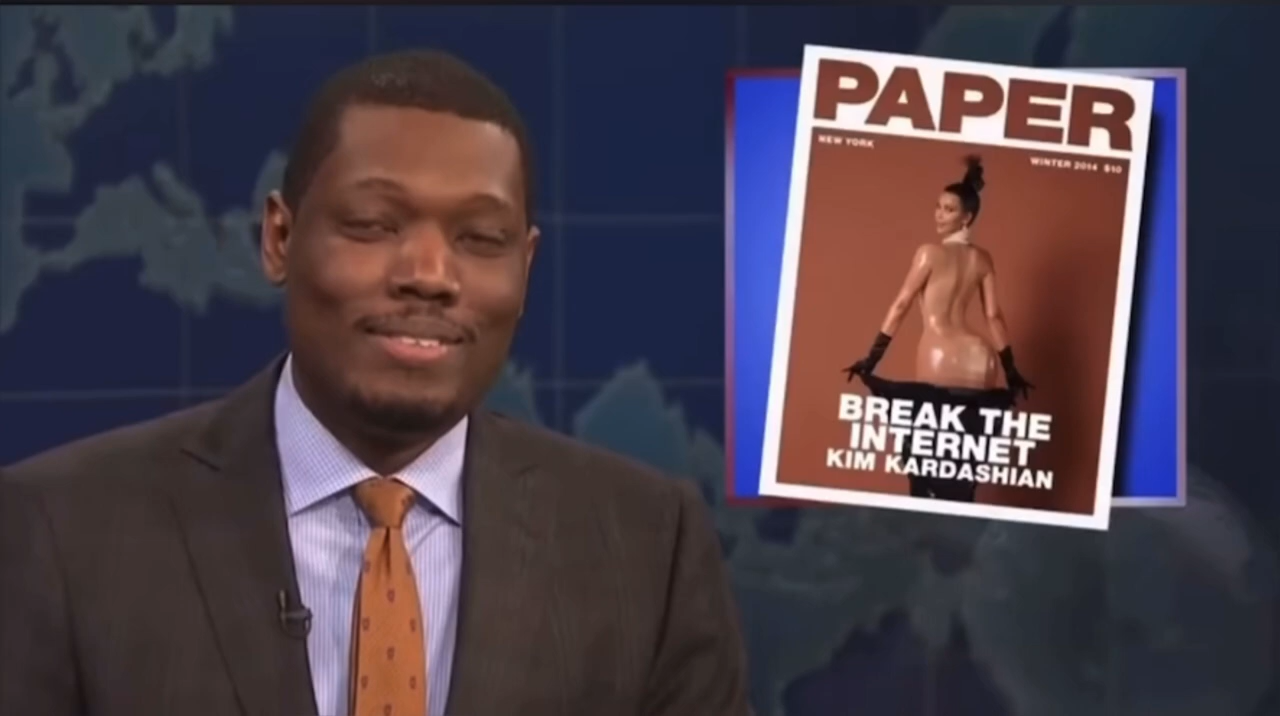 PAPER
NEW YORK
WINTER 2014 $10
BREAK THE
INTERNET
KIM KARDASHIAN